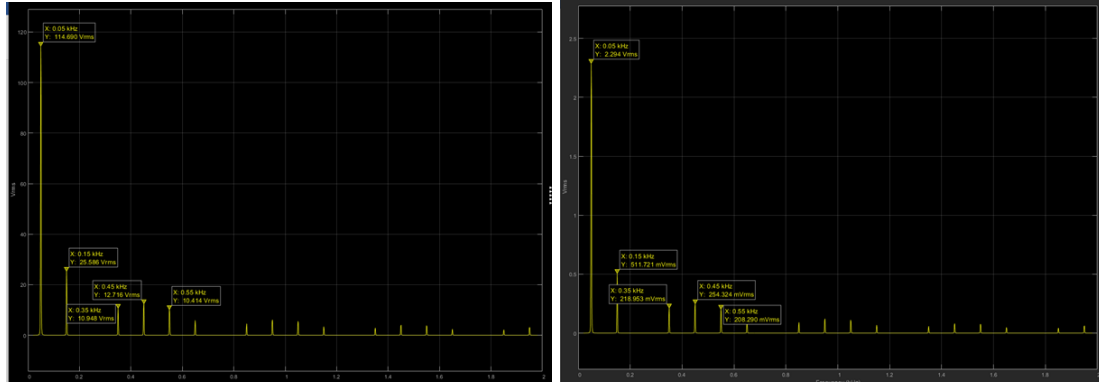 120
100
80
60
40
20
0
Vrms
X: 0.05 kHz
Y: 114.690 Vrms
X: 0.15 kHz
Y: 25.586 Vrms
X: 0.45 kHz
Y: 12.716 Vrms
X: 0.35 kHz
Y: 10.948 Vrms
X: 0.55 kHz
Y: 10.414 Vrms
0 0.2 0.4 0.6 0.8 1 1.2 1.4 1.6 1.8 2
2.5
2
1.5
1
0.5
0
Vrms
X: 0.05 kHz
Y: 2.294 Vrms
X: 0.15 kHz
Y: 511.721 mVrms
X: 0.35 kHz
Y: 218.953 mVrms
X: 0.45 kHz
Y: 254.324 mVrms
X: 0.55 kHz
Y: 208.290 mVrms
0 0.2 0.4 0.6 0.8 1 1.2 1.4 1.6 1.8 2